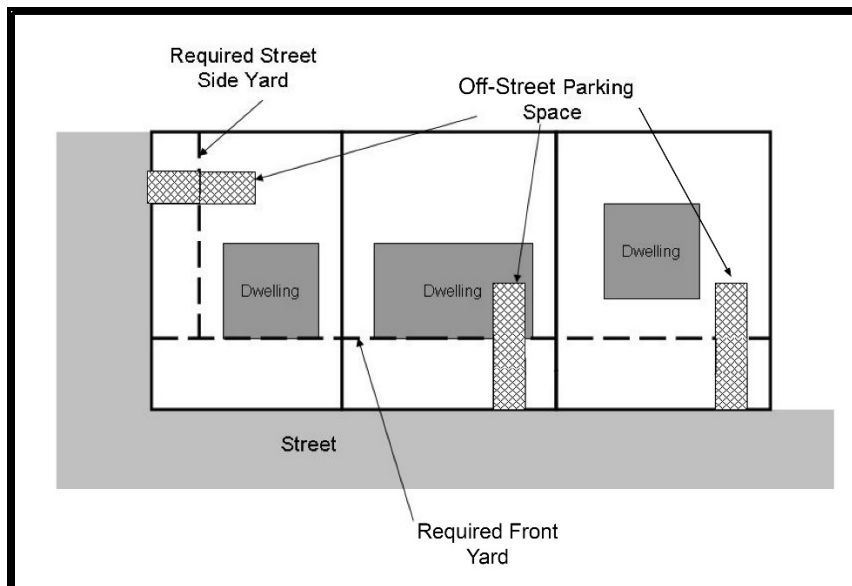 Required Street
Side Yard
Off-Street Parking
Space
Dwelling
Dwelling
Dwelling
Street
Required Front
Yard